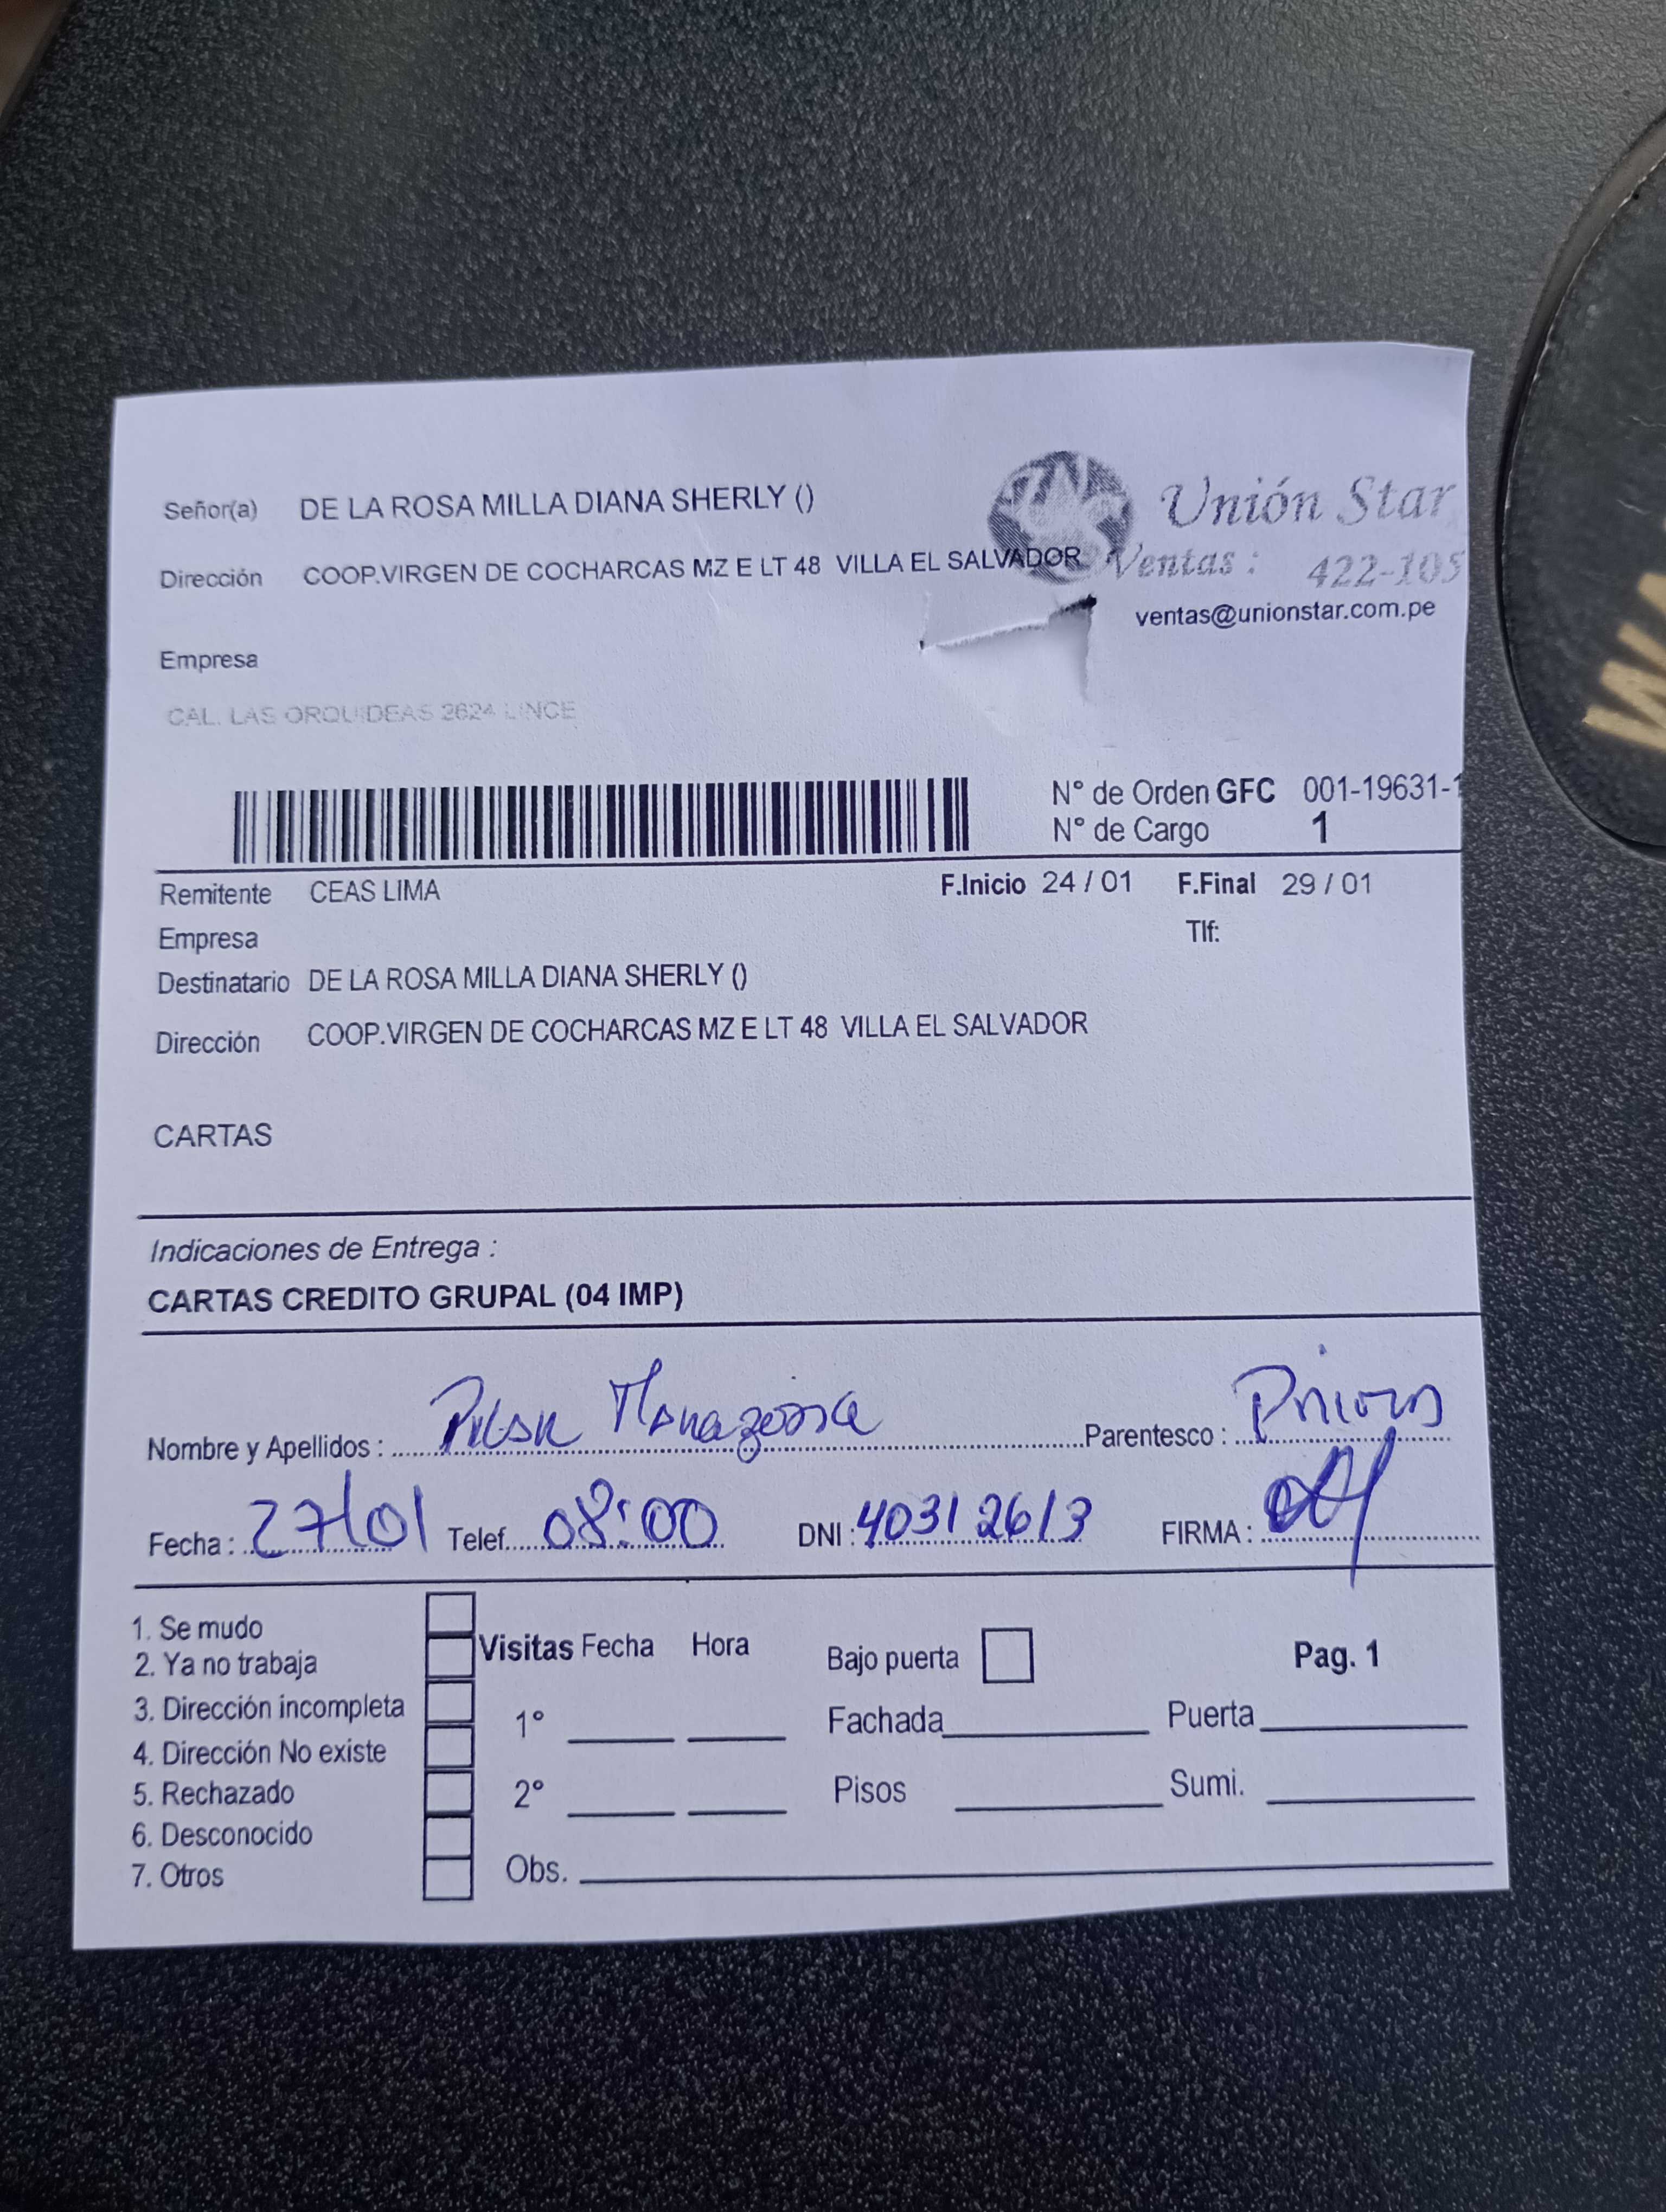 Señor(a) DE LA ROSA MILLA DIANA SHERLY ()
Unión Star
Dirección COOP.VIRGEN DE COCHARCAS MZ E LT 48 VILLA EL SALVADOR
Ventas : 422-105
ventas@unionstar.com.pe
Empresa
CAL. LAS ORQUIDEAS 2624 LINCE
N° de Orden GFC 001-19631-1
N° de Cargo 1
Remitente CEAS LIMA F.Inicio 24 / 01 F.Final 29 / 01
Empresa Tlf:
Destinatario DE LA ROSA MILLA DIANA SHERLY ()
Dirección COOP.VIRGEN DE COCHARCAS MZ E LT 48 VILLA EL SALVADOR
CARTAS
Indicaciones de Entrega :
CARTAS CREDITO GRUPAL (04 IMP)
Nombre y Apellidos : Parentesco :
Fecha : 27/01 Telef. 08:00 DNI : 40312613 FIRMA :
1. Se mudo
2. Ya no trabaja
3. Dirección incompleta
4. Dirección No existe
5. Rechazado
6. Desconocido
7. Otros
Visitas Fecha Hora
1°
2°
Obs.
Bajo puerta
Pag. 1
Fachada Puerta
Pisos Sumi.